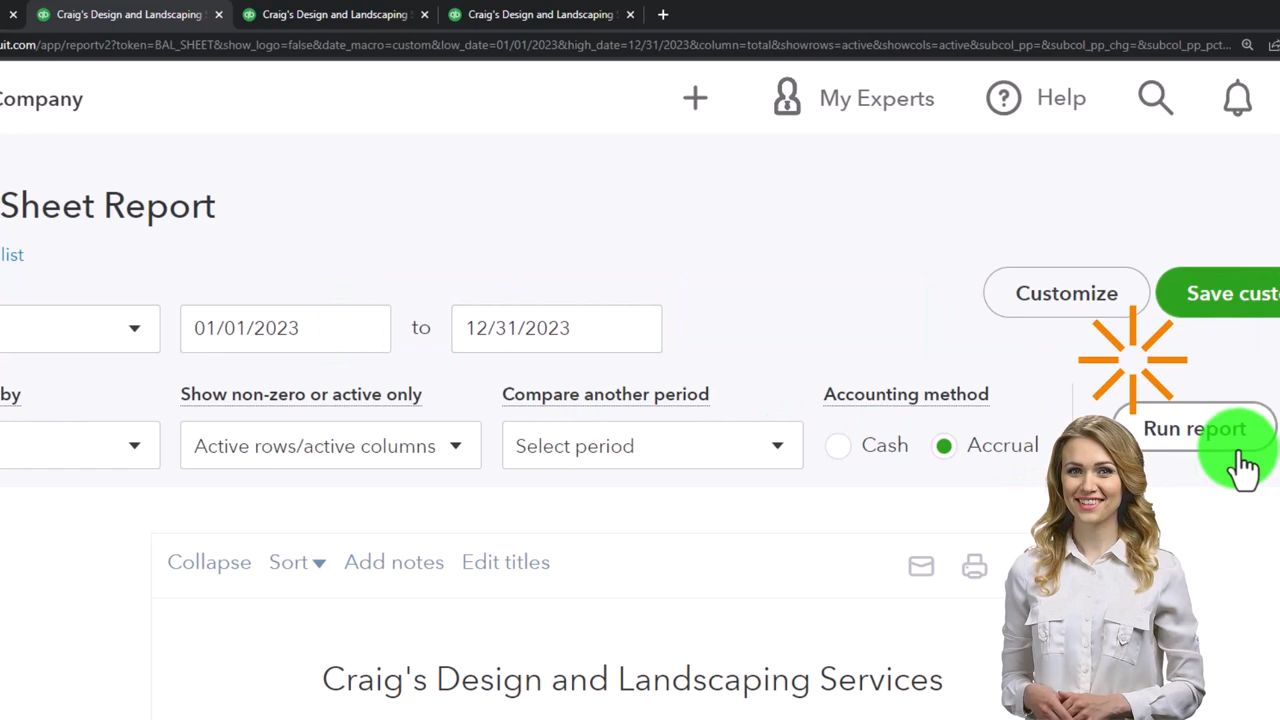 Craig's Design and Landscaping
Craig's Design and Landscaping
Craig's Design and Landscaping
uit.com/app/reportv2?token=BAL_SHEET&show_logo=false&date_macro=custom&low_date=01/01/2023&high_date=12/31/2023&column=total&showrows=active&showcols=active&subcol_pp=&subcol_pp_chg=&subcol_pp_pct...
Company
My Experts
Help
Sheet Report
list
Customize
Save cust
01/01/2023 to 12/31/2023
by
Show non-zero or active only
Compare another period
Accounting method
Active rows/active columns
Select period
Cash
Accrual
Run report
Collapse Sort Add notes Edit titles
Craig's Design and Landscaping Services